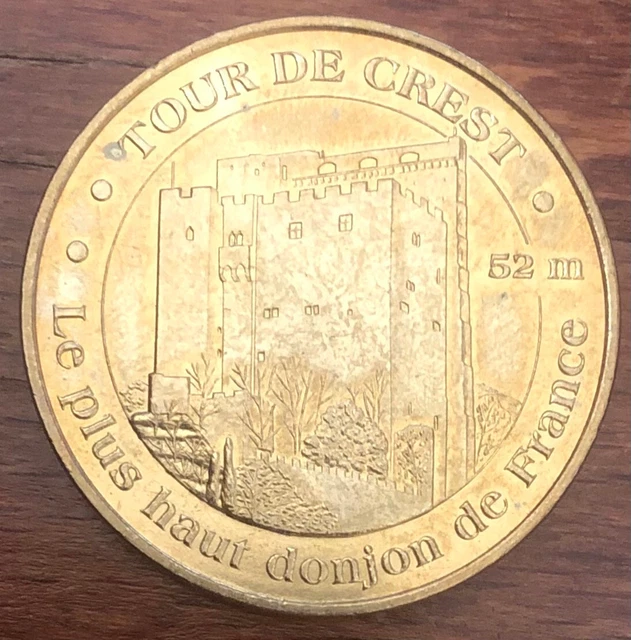 TOUR DE CREST
52 m
Le plus haut donjon de France